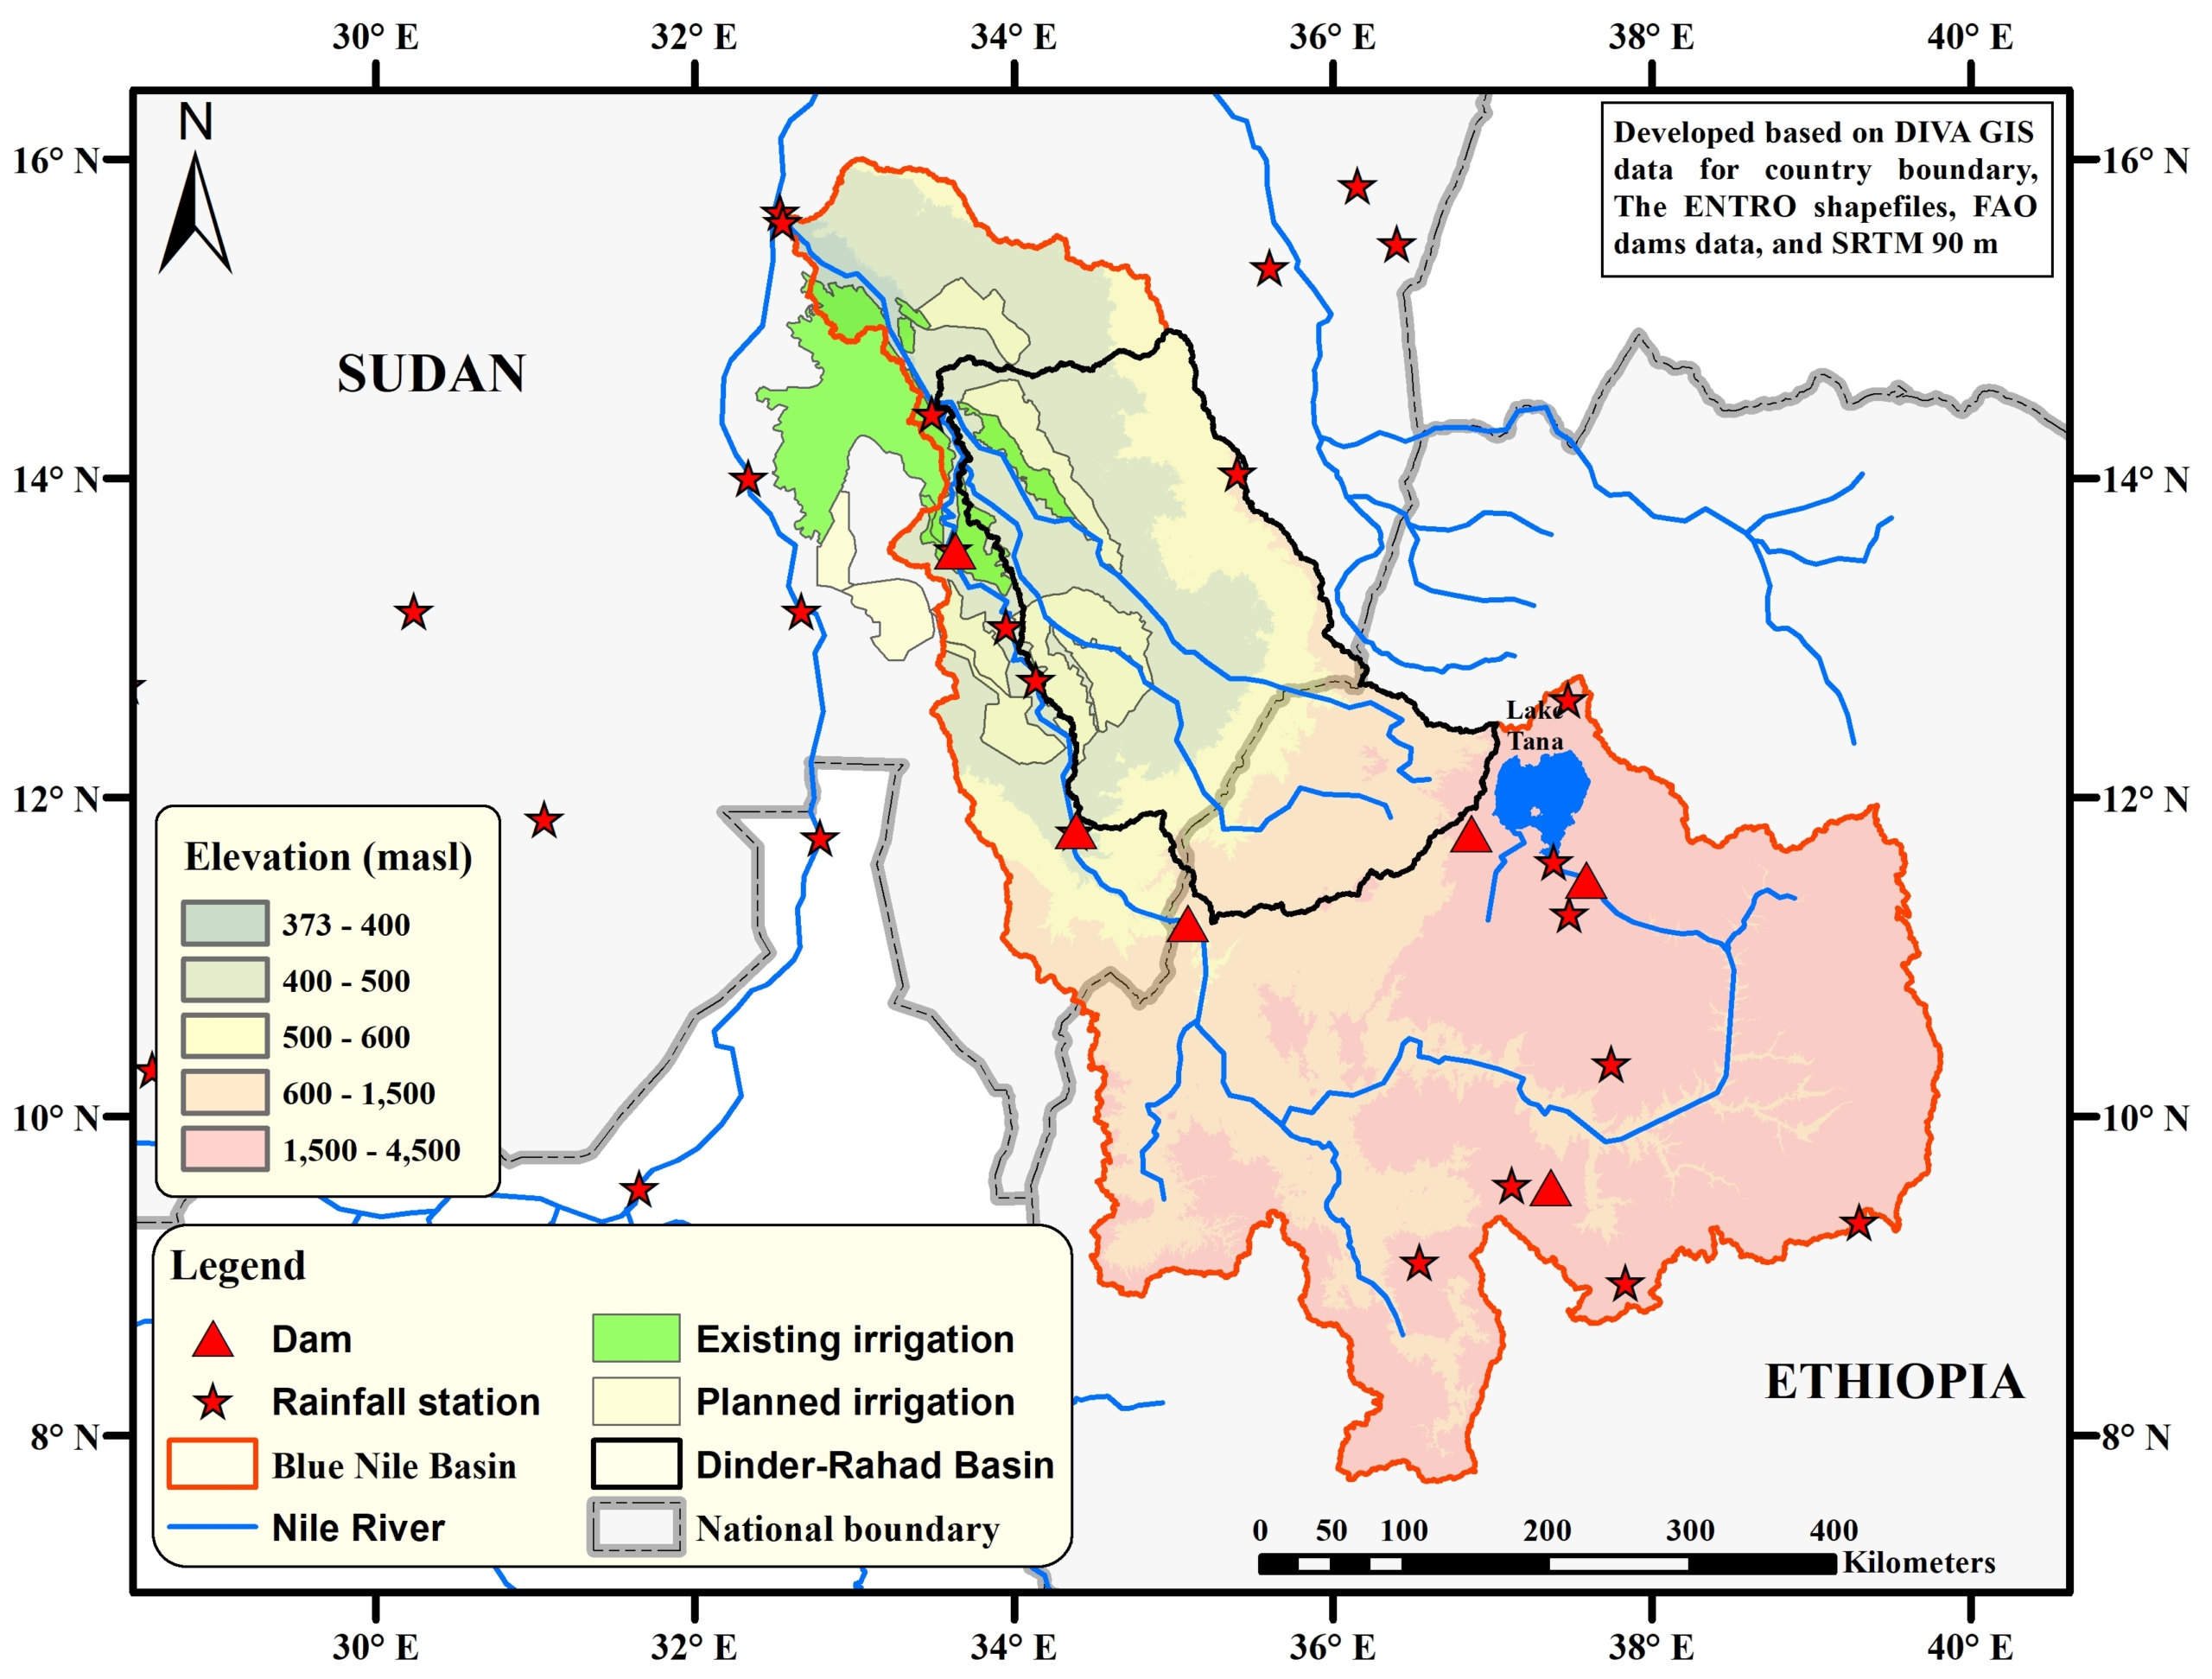 30° E 32° E 34° E 36° E 38° E 40° E
N
16° N
16° N
Developed based on DIVA GIS
data for country boundary,
The ENTRO shapefiles, FAO
dams data, and SRTM 90 m
SUDAN
14° N
14° N
Lake
Tana
12° N
12° N
Elevation (masl)
373 - 400
400 - 500
500 - 600
600 - 1,500
1,500 - 4,500
10° N
10° N
Legend
Dam
Existing irrigation
Rainfall station
Planned irrigation
Blue Nile Basin
Dinder-Rahad Basin
Nile River
National boundary
ETHIOPIA
8° N
8° N
0 50 100 200 300 400
Kilometers
30° E 32° E 34° E 36° E 38° E 40° E